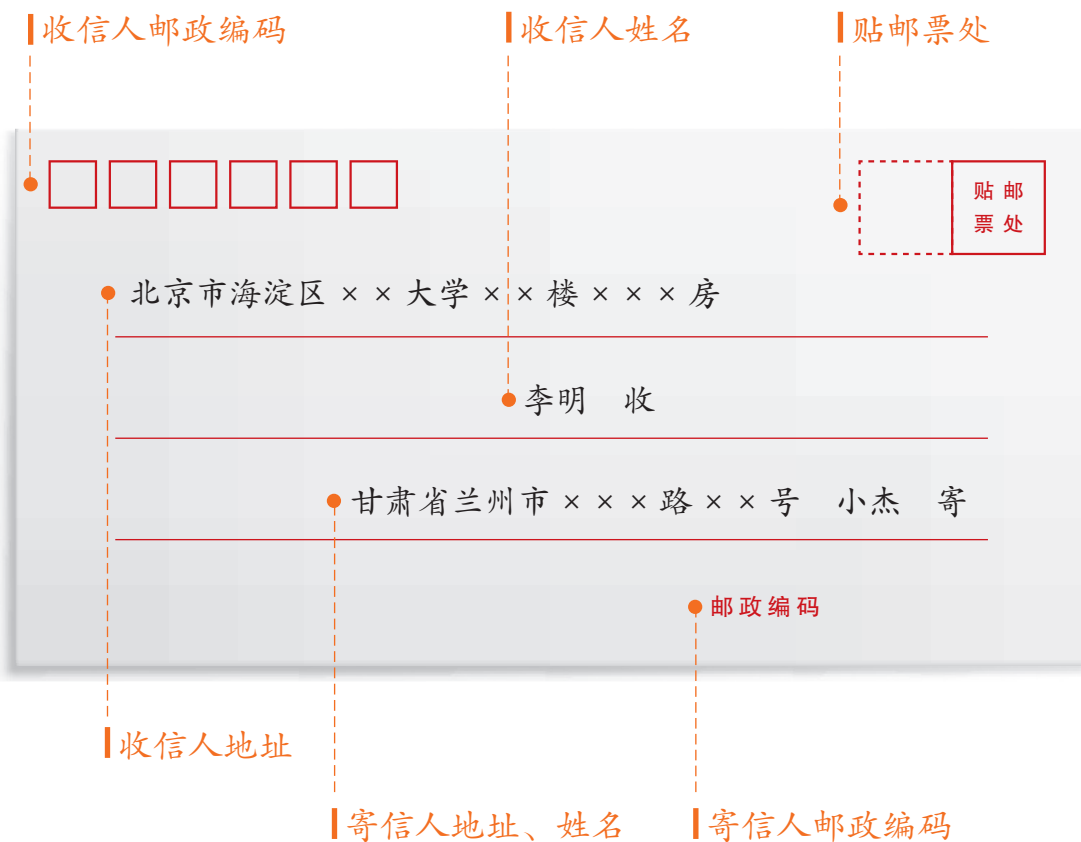 收信人邮政编码
收信人姓名
贴邮票处
贴邮
票处
北京市海淀区××大学××楼×××房
李明 收
甘肃省兰州市×××路××号 小杰 寄
邮政编码
收信人地址
寄信人地址、姓名
寄信人邮政编码